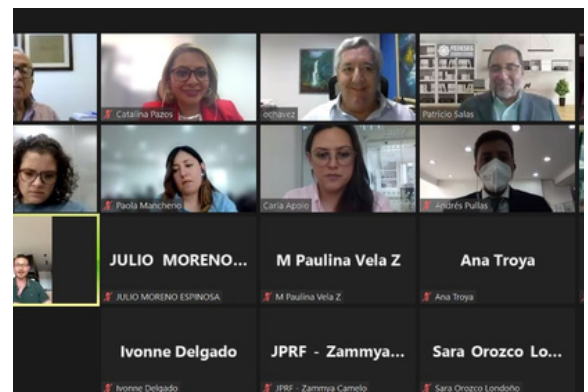 Catalina Pazos
ochavez
FEDESEG
Patricio Salas
Paola Mancheno
Carla Apolo
Andrés Pullas
JULIO MORENO...
M Paulina Vela Z
Ana Troya
JULIO MORENO ESPINOSA
M Paulina Vela Z
Ana Troya
Ivonne Delgado
JPRF - Zammya...
Sara Orozco Lo...
Ivonne Delgado
JPRF - Zammya Camelo
Sara Orozco Londoño